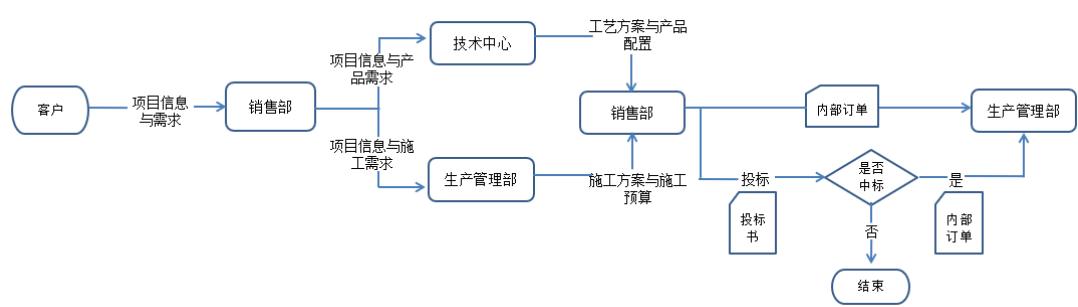 客户
项目信息
与需求
销售部
项目信息与产
品需求
技术中心
项目信息与施
工需求
生产管理部
工艺方案与产品
配置
销售部
施工方案与施工
预算
内部订单
生产管理部
投标
投标
书
是否
中标
是
内部
订单
否
结束